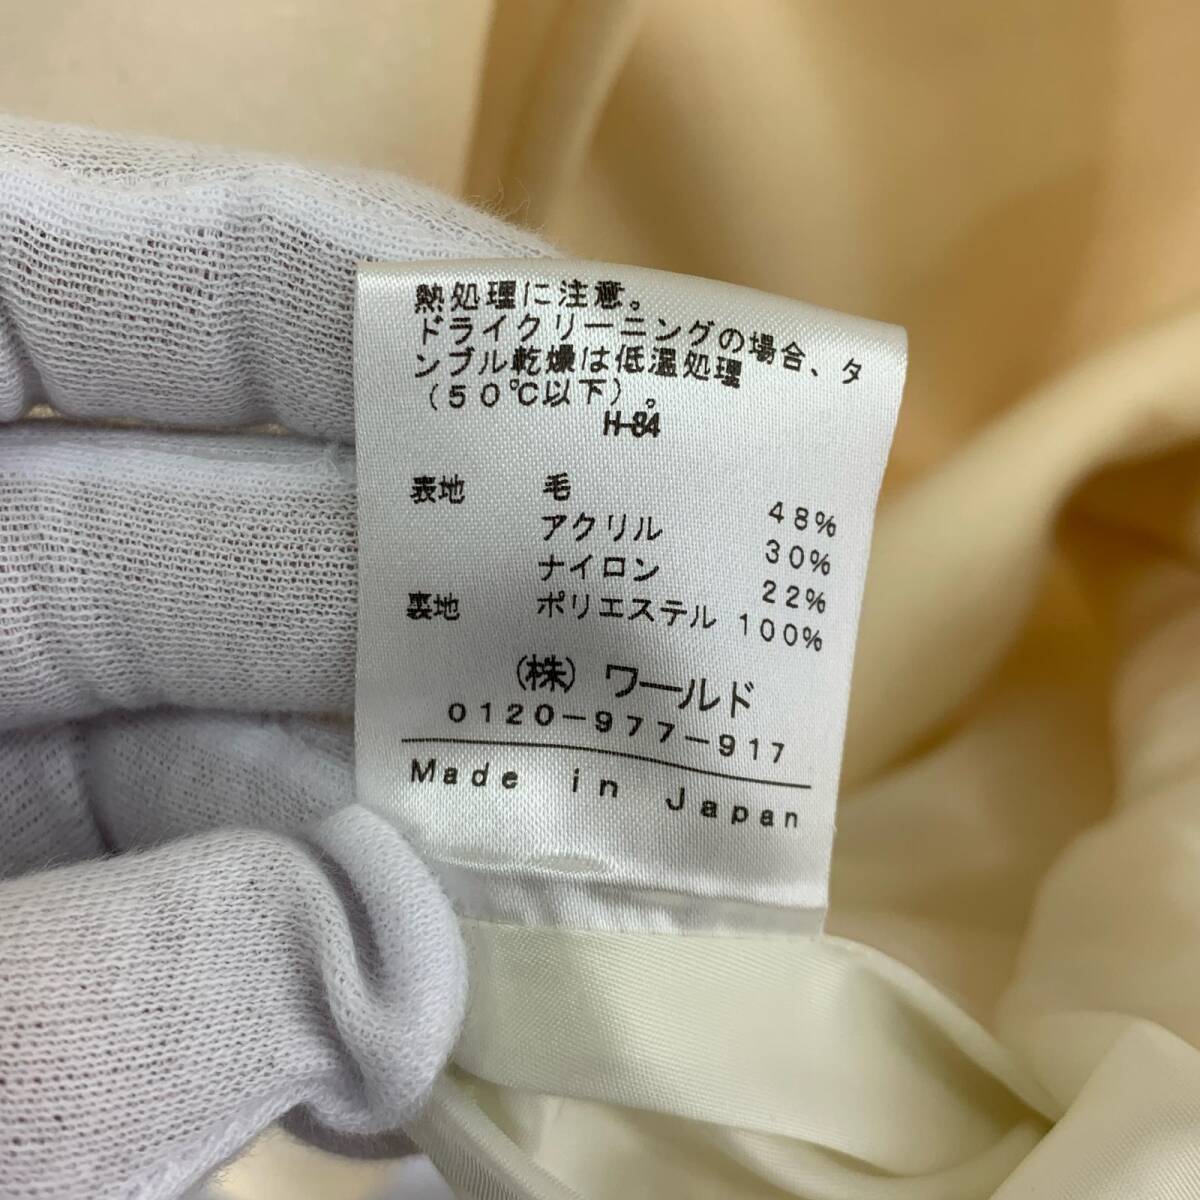 熱処理に注意。
ドライクリーニングの場合、タ
ンブル乾燥は低温処理
（50℃以下）。
H-84
表地 毛 48%
アクリル 30%
ナイロン 22%
裏地 ポリエステル 100%
（株）ワールド
0120-977-917
Made in Japan